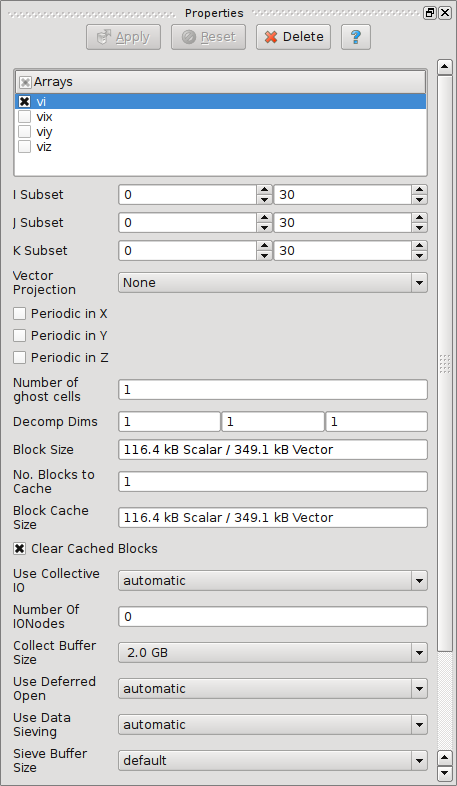 Properties
Apply Reset Delete ?
Arrays
vi
vix
viy
viz
I Subset 0 30
J Subset 0 30
K Subset 0 30
Vector
Projection None
Periodic in X
Periodic in Y
Periodic in Z
Number of
ghost cells 1
Decomp Dims 1 1 1
Block Size 116.4 kB Scalar / 349.1 kB Vector
No. Blocks to
Cache 1
Block Cache
Size 116.4 kB Scalar / 349.1 kB Vector
Clear Cached Blocks
Use Collective
IO automatic
Number Of
IONodes 0
Collect Buffer
Size 2.0 GB
Use Deferred
Open automatic
Use Data
Sieving automatic
Sieve Buffer
Size default